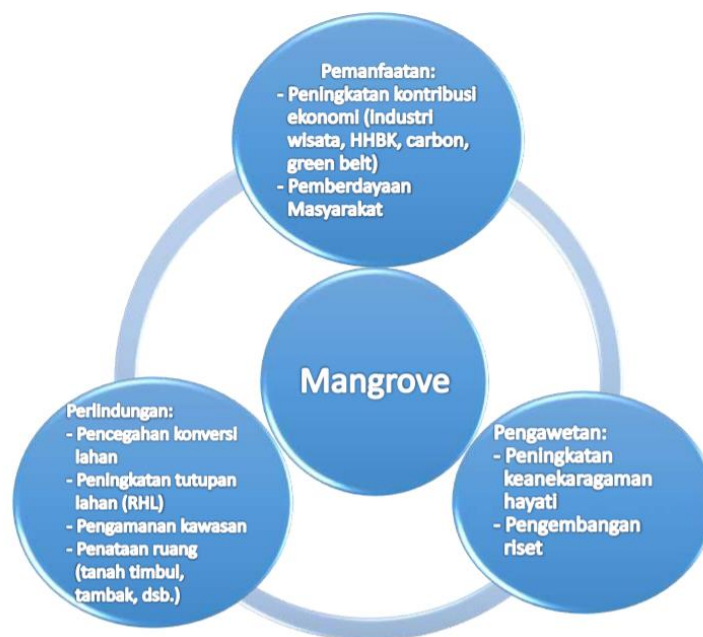 Pemanfaatan:
- Peningkatan kontribusi
ekonomi (industri
wisata, HHBK, carbon,
green belt)
- Pemberdayaan
Masyarakat
Mangrove
Perlindungan:
- Pencegahan konversi
lahan
- Peningkatan tutupan
lahan (RHL)
- Pengamanan kawasan
- Penataan ruang
(tanah timbul,
tambak, dsb.)
Pengawetan:
- Peningkatan
keanekaragaman
hayati
- Pengembangan
riset